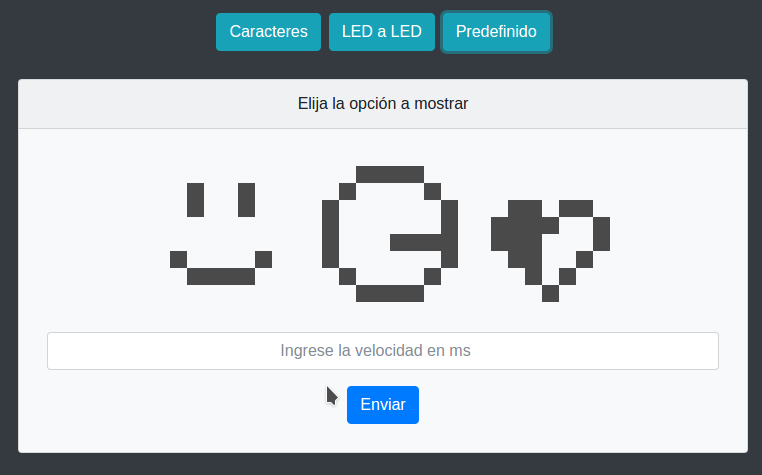 Caracteres LED a LED Predefinido
Elija la opción a mostrar
Ingrese la velocidad en ms
Enviar